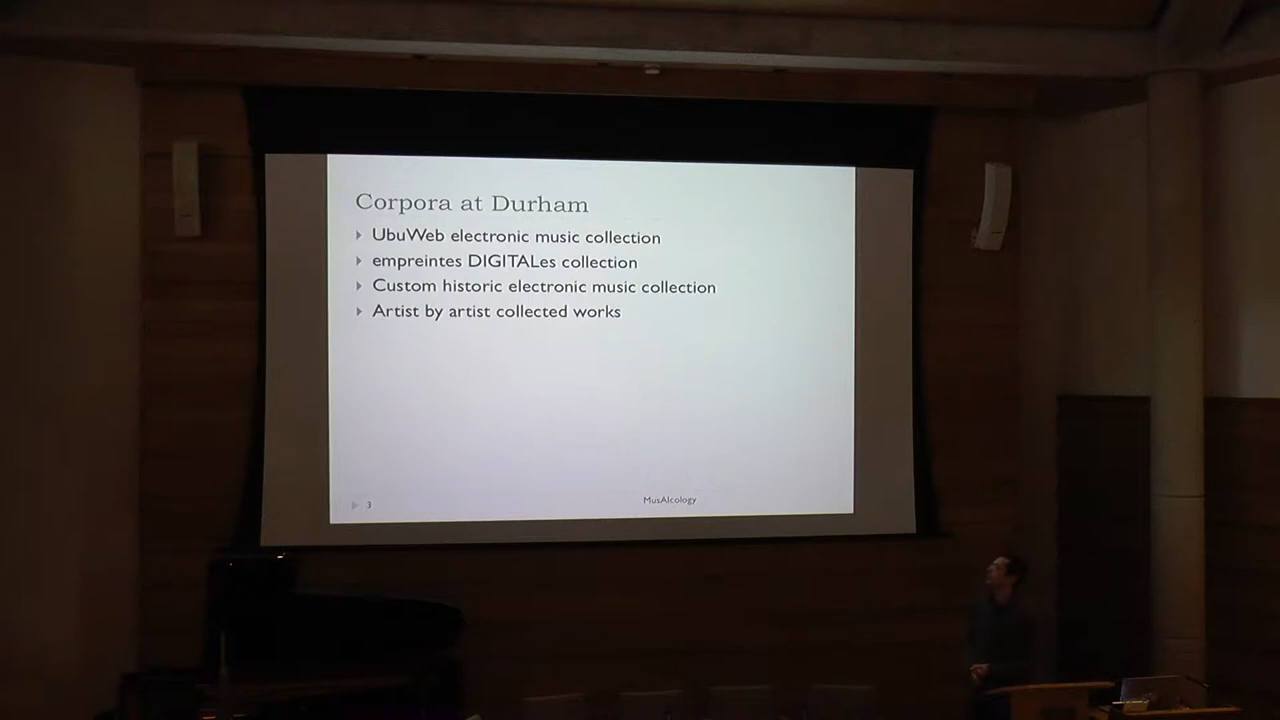 Corpora at Durham
UbuWeb electronic music collection
empreintes DIGITALes collection
Custom historic electronic music collection
Artist by artist collected works
3
MusAIcology